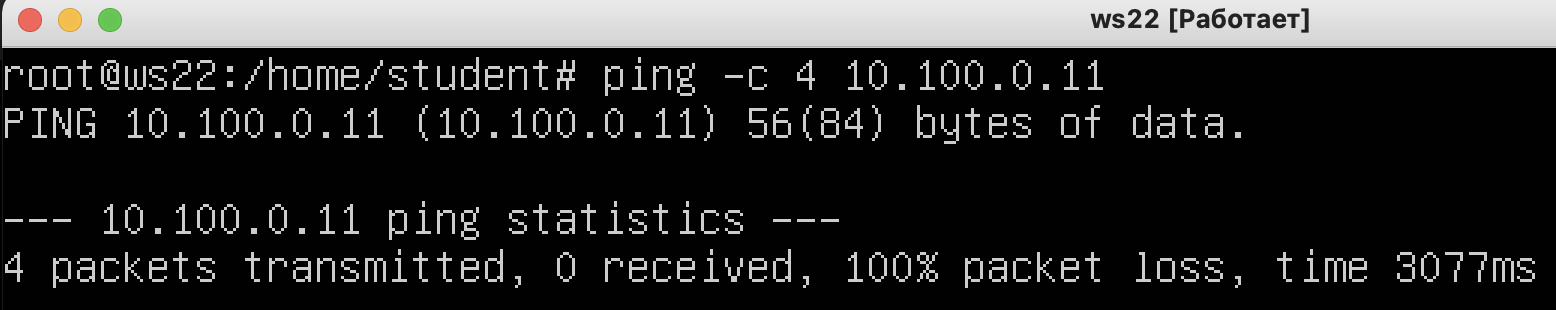 ws22 [Работает]
root@ws22:/home/student# ping -c 4 10.100.0.11
PING 10.100.0.11 (10.100.0.11) 56(84) bytes of data.
--- 10.100.0.11 ping statistics ---
4 packets transmitted, 0 received, 100% packet loss, time 3077ms